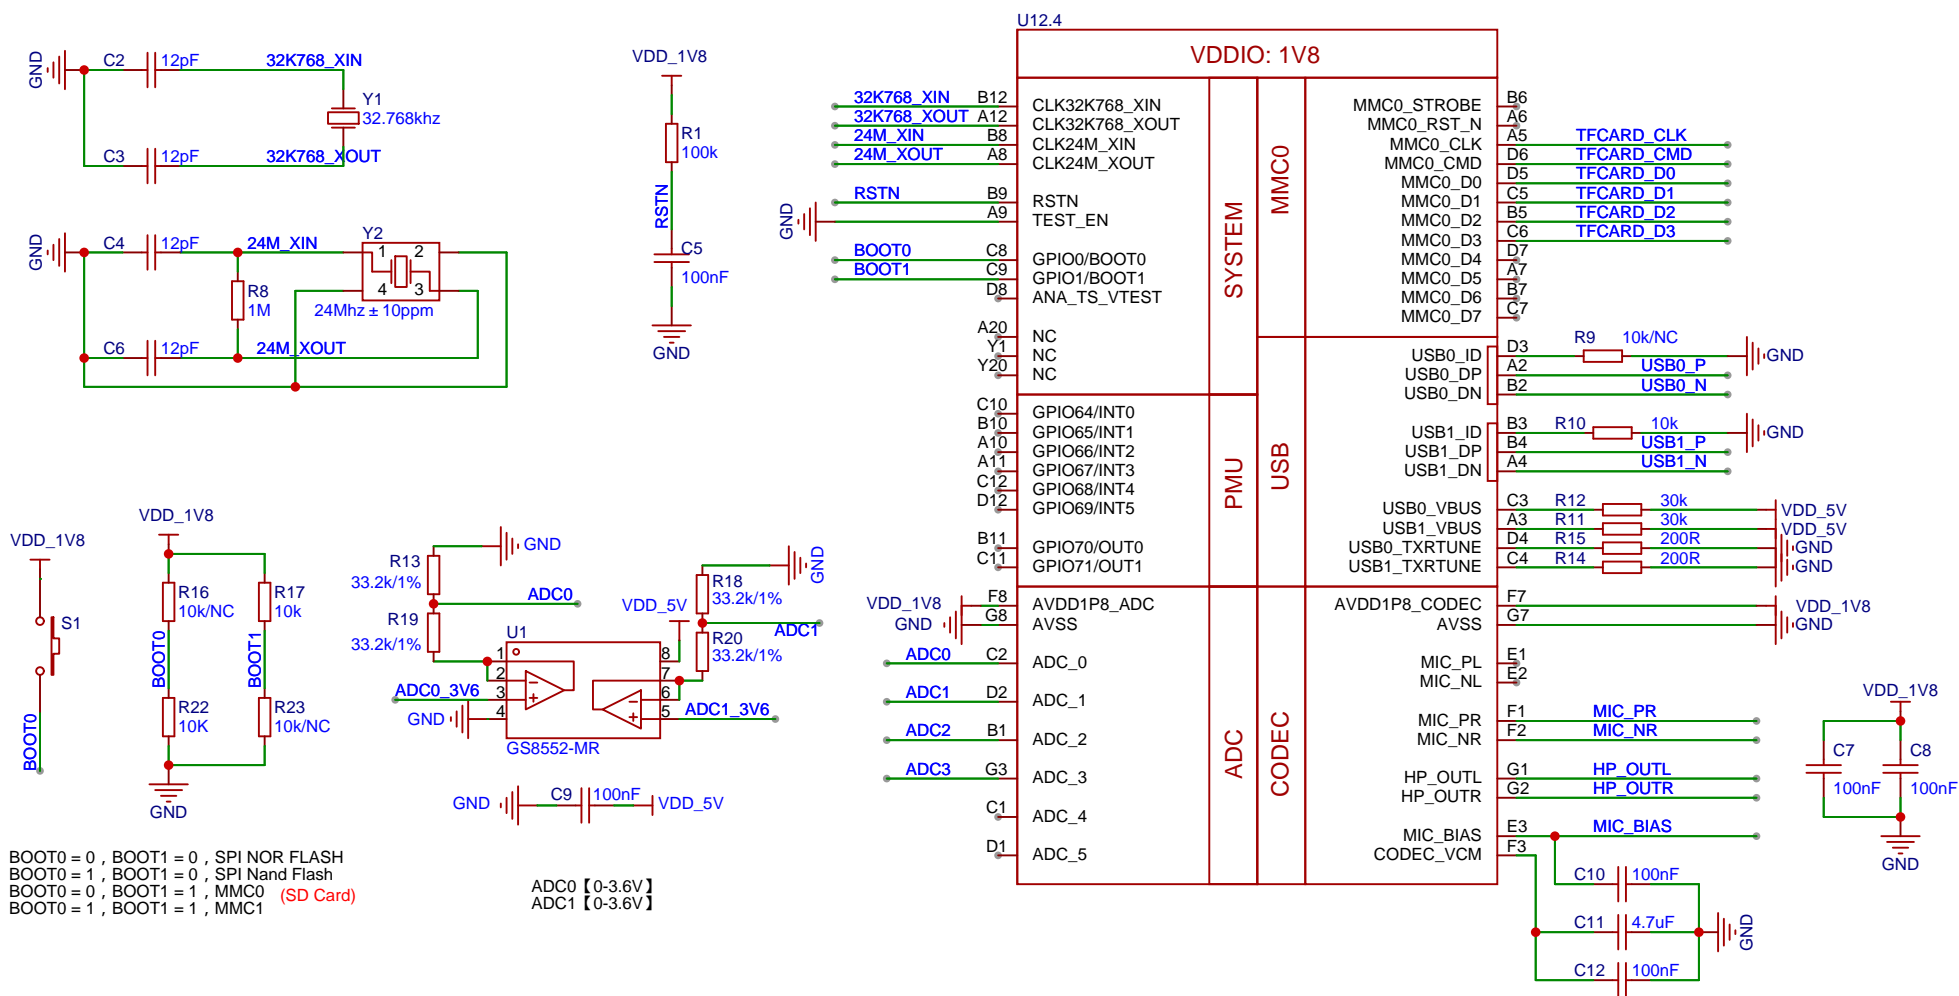 GND
C2
12pF
32K768_XIN
Y1
32.768khz
C3
12pF
32K768_XOUT
GND
C4
12pF
24M_XIN
Y2
1
2
4
3
R8
1M
24Mhz ± 10ppm
C6
12pF
24M_XOUT
VDD_1V8
R1
100k
RSTN
C5
100nF
GND
VDD_1V8
S1
BOOT0
VDD_1V8
R16
10k/NC
R17
10k
BOOT0
BOOT1
R22
10K
R23
10k/NC
GND
BOOT0 = 0 , BOOT1 = 0 , SPI NOR FLASH
BOOT0 = 1 , BOOT1 = 0 , SPI Nand Flash
BOOT0 = 0 , BOOT1 = 1 , MMC0 (SD Card)
BOOT0 = 1 , BOOT1 = 1 , MMC1
R13
33.2k/1%
GND
ADC0
R19
33.2k/1%
GND
R18
33.2k/1%
VDD_5V
ADC1
R20
33.2k/1%
U1
1
2
3
4
8
7
6
5
ADC0_3V6
GND
ADC1_3V6
GS8552-MR
GND
C9
100nF
VDD_5V
ADC0【0-3.6V】
ADC1【0-3.6V】
U12.4
VDDIO: 1V8
SYSTEM
MMC0
PMU
USB
ADC
CODEC
32K768_XIN B12 CLK32K768_XIN
32K768_XOUT A12 CLK32K768_XOUT
24M_XIN B8 CLK24M_XIN
24M_XOUT A8 CLK24M_XOUT
RSTN B9 RSTN
GND A9 TEST_EN
BOOT0 C8 GPIO0/BOOT0
BOOT1 C9 GPIO1/BOOT1
D8 ANA_TS_VTEST
A20 NC
Y1 NC
Y20 NC
C10 GPIO64/INT0
B10 GPIO65/INT1
A10 GPIO66/INT2
A11 GPIO67/INT3
C12 GPIO68/INT4
D12 GPIO69/INT5
B11 GPIO70/OUT0
C11 GPIO71/OUT1
VDD_1V8 F8 AVDD1P8_ADC
GND G8 AVSS
ADC0 C2 ADC_0
ADC1 D2 ADC_1
ADC2 B1 ADC_2
ADC3 G3 ADC_3
C1 ADC_4
D1 ADC_5
MMC0_STROBE B6
MMC0_RST_N A6
MMC0_CLK A5 TFCARD_CLK
MMC0_CMD D6 TFCARD_CMD
MMC0_D0 D5 TFCARD_D0
MMC0_D1 C5 TFCARD_D1
MMC0_D2 B5 TFCARD_D2
MMC0_D3 C6 TFCARD_D3
MMC0_D4 D7
MMC0_D5 A7
MMC0_D6 B7
MMC0_D7 C7
USB0_ID D3 R9 10k/NC GND
USB0_DP A2 USB0_P
USB0_DN B2 USB0_N
USB1_ID B3 R10 10k GND
USB1_DP B4 USB1_P
USB1_DN A4 USB1_N
USB0_VBUS C3 R12 30k VDD_5V
USB1_VBUS A3 R11 30k VDD_5V
USB0_TXRTUNE D4 R15 200R GND
USB1_TXRTUNE C4 R14 200R GND
AVDD1P8_CODEC F7 VDD_1V8
AVSS G7 GND
MIC_PL E1
MIC_NL E2
MIC_PR F1 MIC_PR
MIC_NR F2 MIC_NR
HP_OUTL G1 HP_OUTL
HP_OUTR G2 HP_OUTR
MIC_BIAS E3 MIC_BIAS
CODEC_VCM F3
C10
100nF
C11
4.7uF
C12
100nF
GND
VDD_1V8
C7
100nF
C8
100nF
GND